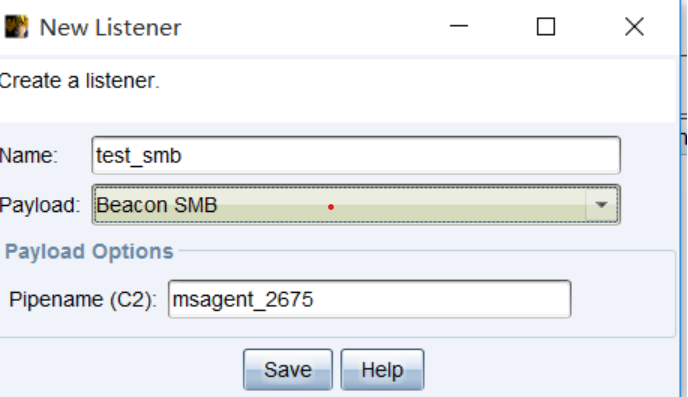 New Listener
Create a listener.
Name: test_smb
Payload: Beacon SMB
Payload Options
Pipename (C2): msagent_2675
Save Help